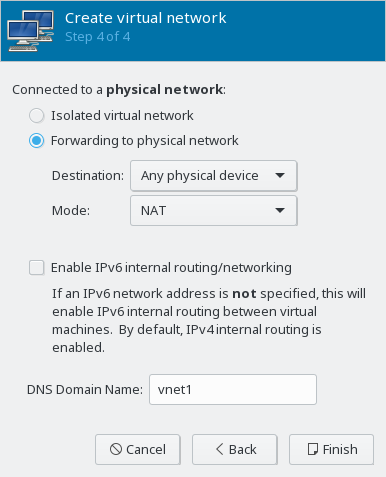 Create virtual network
Step 4 of 4
Connected to a physical network:
Isolated virtual network
Forwarding to physical network
Destination: Any physical device
Mode: NAT
Enable IPv6 internal routing/networking
If an IPv6 network address is not specified, this will
enable IPv6 internal routing between virtual
machines. By default, IPv4 internal routing is
enabled.
DNS Domain Name: vnet1
Cancel Back Finish